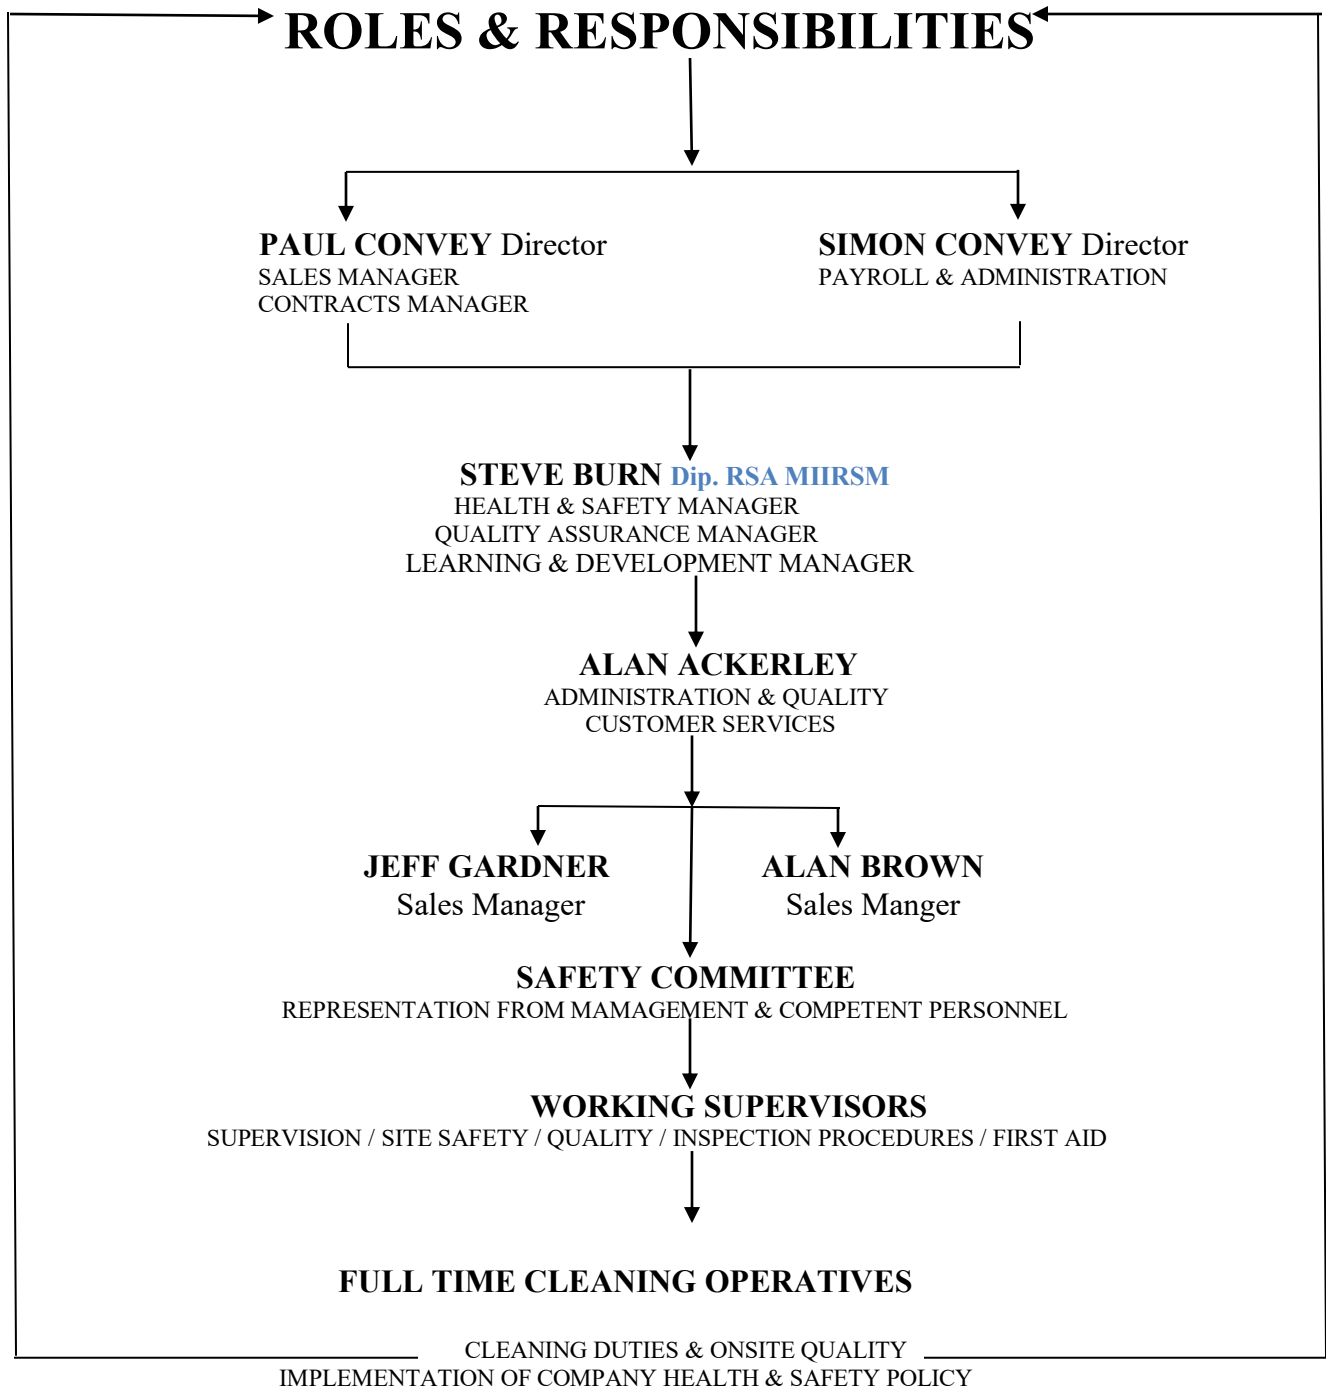 ROLES & RESPONSIBILITIES
PAUL CONVEY Director
SALES MANAGER
CONTRACTS MANAGER
SIMON CONVEY Director
PAYROLL & ADMINISTRATION
STEVE BURN Dip. RSA MIIRSM
HEALTH & SAFETY MANAGER
QUALITY ASSURANCE MANAGER
LEARNING & DEVELOPMENT MANAGER
ALAN ACKERLEY
ADMINISTRATION & QUALITY
CUSTOMER SERVICES
JEFF GARDNER
Sales Manager
ALAN BROWN
Sales Manger
SAFETY COMMITTEE
REPRESENTATION FROM MAMAGEMENT & COMPETENT PERSONNEL
WORKING SUPERVISORS
SUPERVISION / SITE SAFETY / QUALITY / INSPECTION PROCEDURES / FIRST AID
FULL TIME CLEANING OPERATIVES
CLEANING DUTIES & ONSITE QUALITY
IMPLEMENTATION OF COMPANY HEALTH & SAFETY POLICY